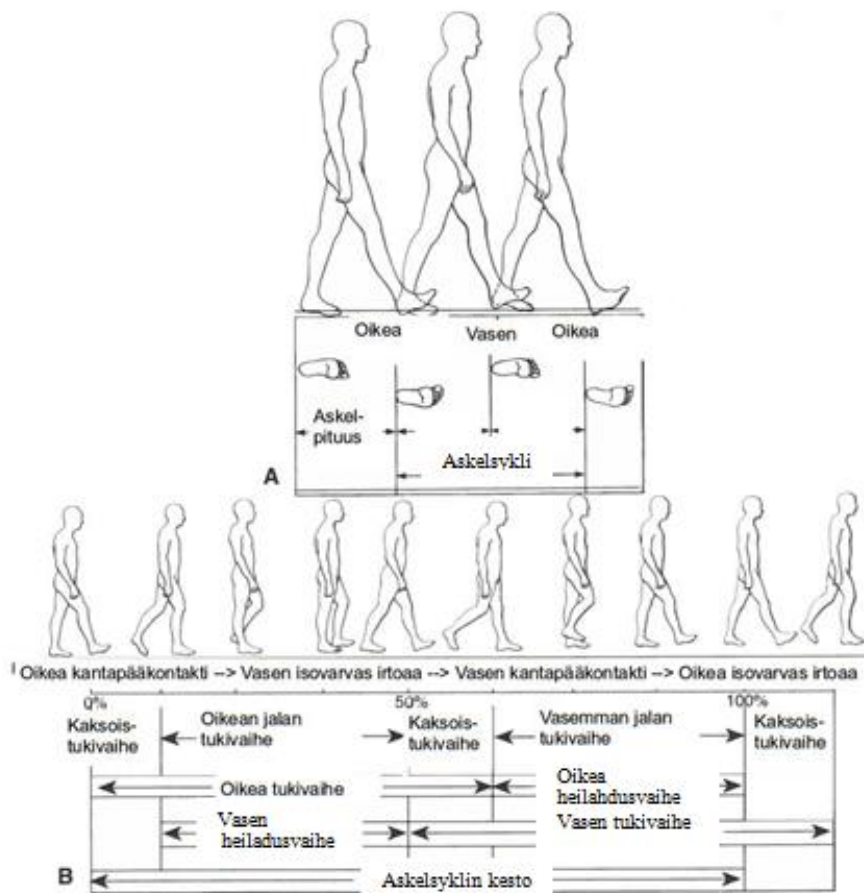 Oikea Vasen Oikea
Askel-
pituus
Askelsykli
A
Oikea kantapääkontakti --> Vasen isovarvas irtoaa --> Vasen kantapääkontakti --> Oikea isovarvas irtoaa
0% 50% 100%
Kaksois-
tukivaihe
Oikean jalan
tukivaihe
Kaksois-
tukivaihe
Vasemman jalan
tukivaihe
Kaksois-
tukivaihe
Oikea tukivaihe
Oikea
heilahdusvaihe
Vasen
heiladusvaihe
Vasen tukivaihe
B
Askelsyklin kesto